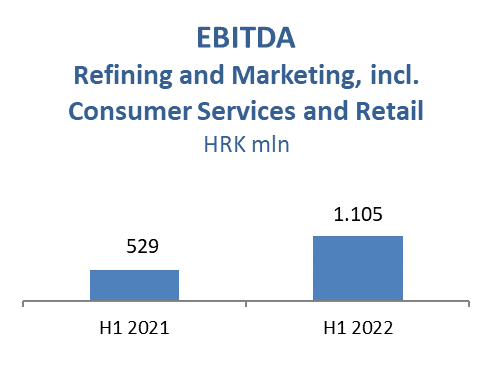 EBITDA
Refining and Marketing, incl.
Consumer Services and Retail
HRK mln
1.105
529
H1 2021
H1 2022